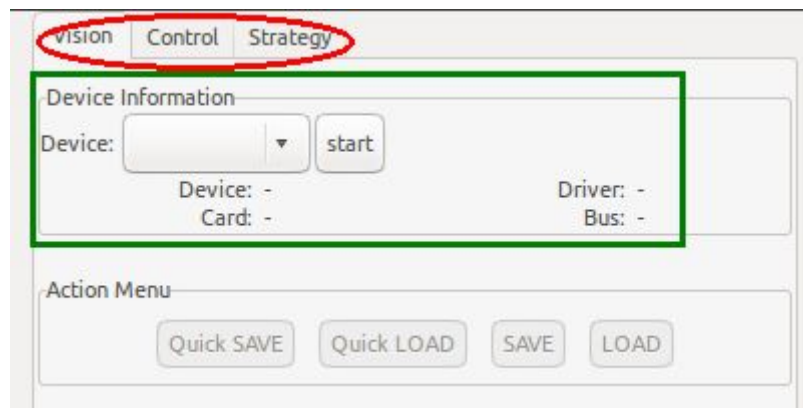 Vision Control Strategy
Device Information
Device: start
Device: - Driver: -
Card: - Bus: -
Action Menu
Quick SAVE Quick LOAD SAVE LOAD